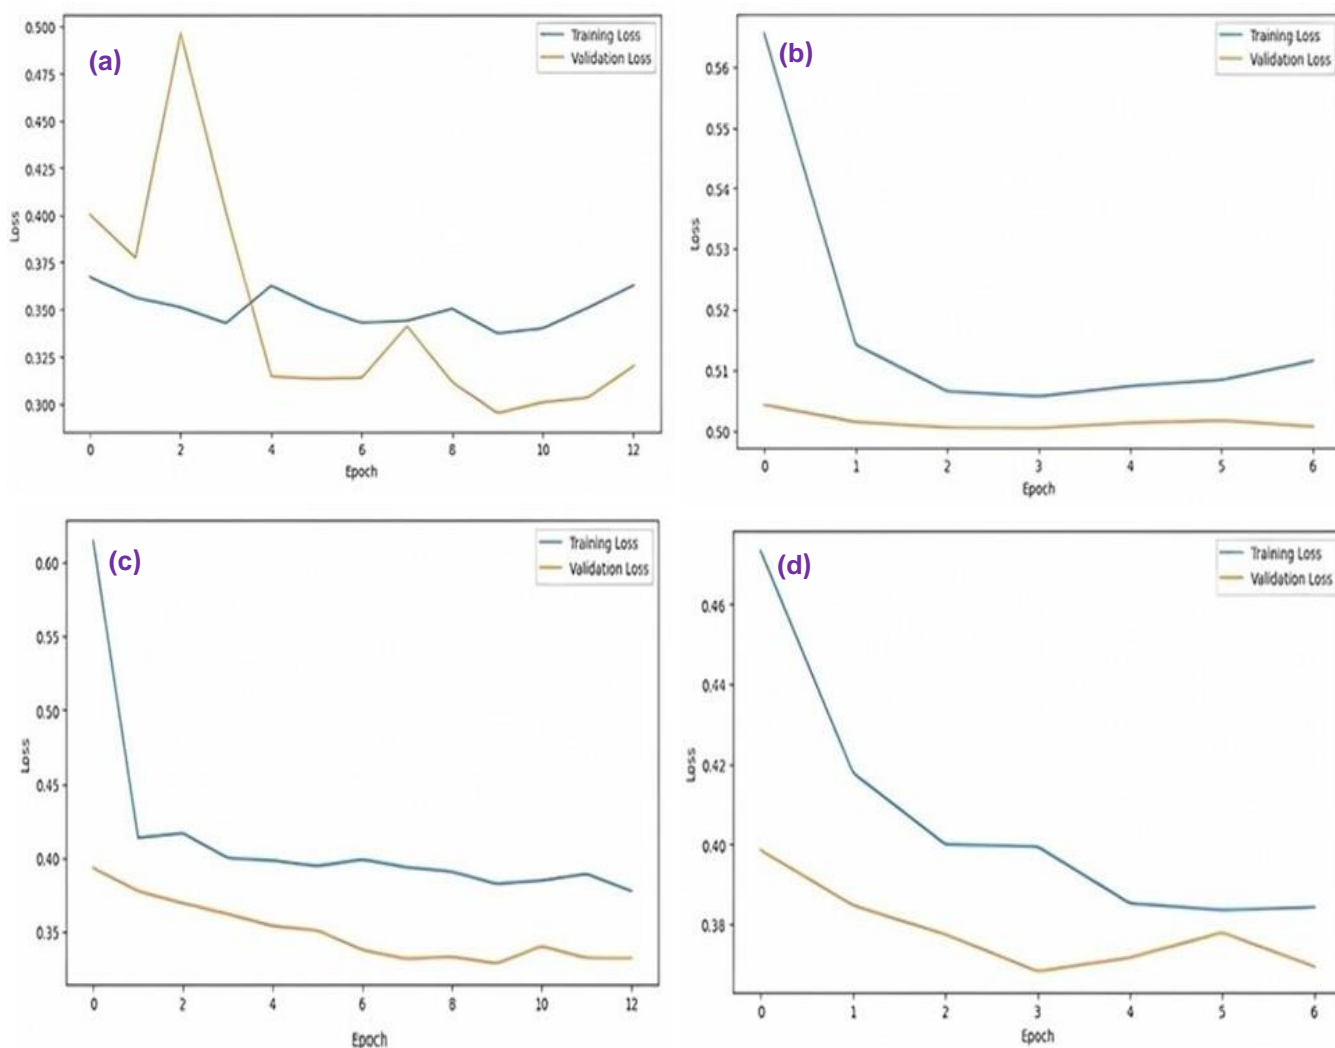 (a)
Training Loss
Validation Loss
0.500
0.475
0.450
0.425
0.400
0.375
0.350
0.325
0.300
Loss
0 2 4 6 8 10 12
Epoch
(b)
Training Loss
Validation Loss
0.56
0.55
0.54
0.53
0.52
0.51
0.50
Loss
0 1 2 3 4 5 6
Epoch
(c)
Training Loss
Validation Loss
0.60
0.55
0.50
0.45
0.40
0.35
Loss
0 2 4 6 8 10 12
Epoch
(d)
Training Loss
Validation Loss
0.46
0.44
0.42
0.40
0.38
Loss
0 1 2 3 4 5 6
Epoch